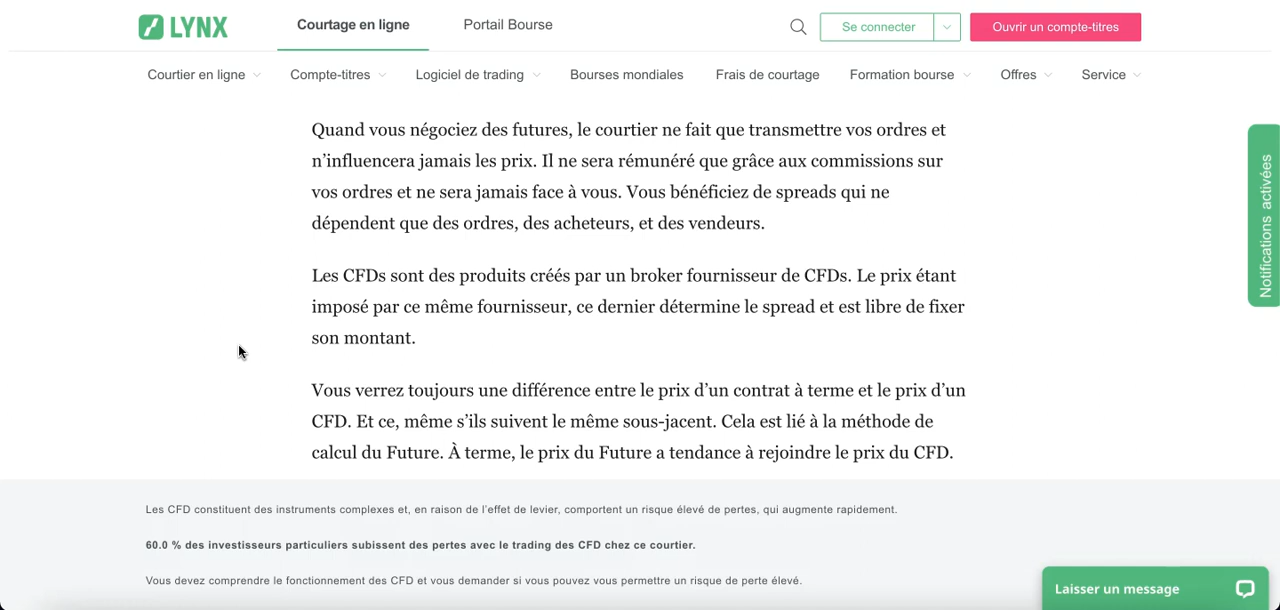 LYNX
Courtage en ligne
Portail Bourse
Se connecter
Ouvrir un compte-titres
Courtier en ligne
Compte-titres
Logiciel de trading
Bourses mondiales
Frais de courtage
Formation bourse
Offres
Service
Quand vous négociez des futures, le courtier ne fait que transmettre vos ordres et
n’influencera jamais les prix. Il ne sera rémunéré que grâce aux commissions sur
vos ordres et ne sera jamais face à vous. Vous bénéficiez de spreads qui ne
dépendent que des ordres, des acheteurs, et des vendeurs.
Les CFDs sont des produits créés par un broker fournisseur de CFDs. Le prix étant
imposé par ce même fournisseur, ce dernier détermine le spread et est libre de fixer
son montant.
Vous verrez toujours une différence entre le prix d’un contrat à terme et le prix d’un
CFD. Et ce, même s’ils suivent le même sous-jacent. Cela est lié à la méthode de
calcul du Future. À terme, le prix du Future a tendance à rejoindre le prix du CFD.
Notifications activées
Les CFD constituent des instruments complexes et, en raison de l’effet de levier, comportent un risque élevé de pertes, qui augmente rapidement.
60.0 % des investisseurs particuliers subissent des pertes avec le trading des CFD chez ce courtier.
Vous devez comprendre le fonctionnement des CFD et vous demander si vous pouvez vous permettre un risque de perte élevé.
Laisser un message